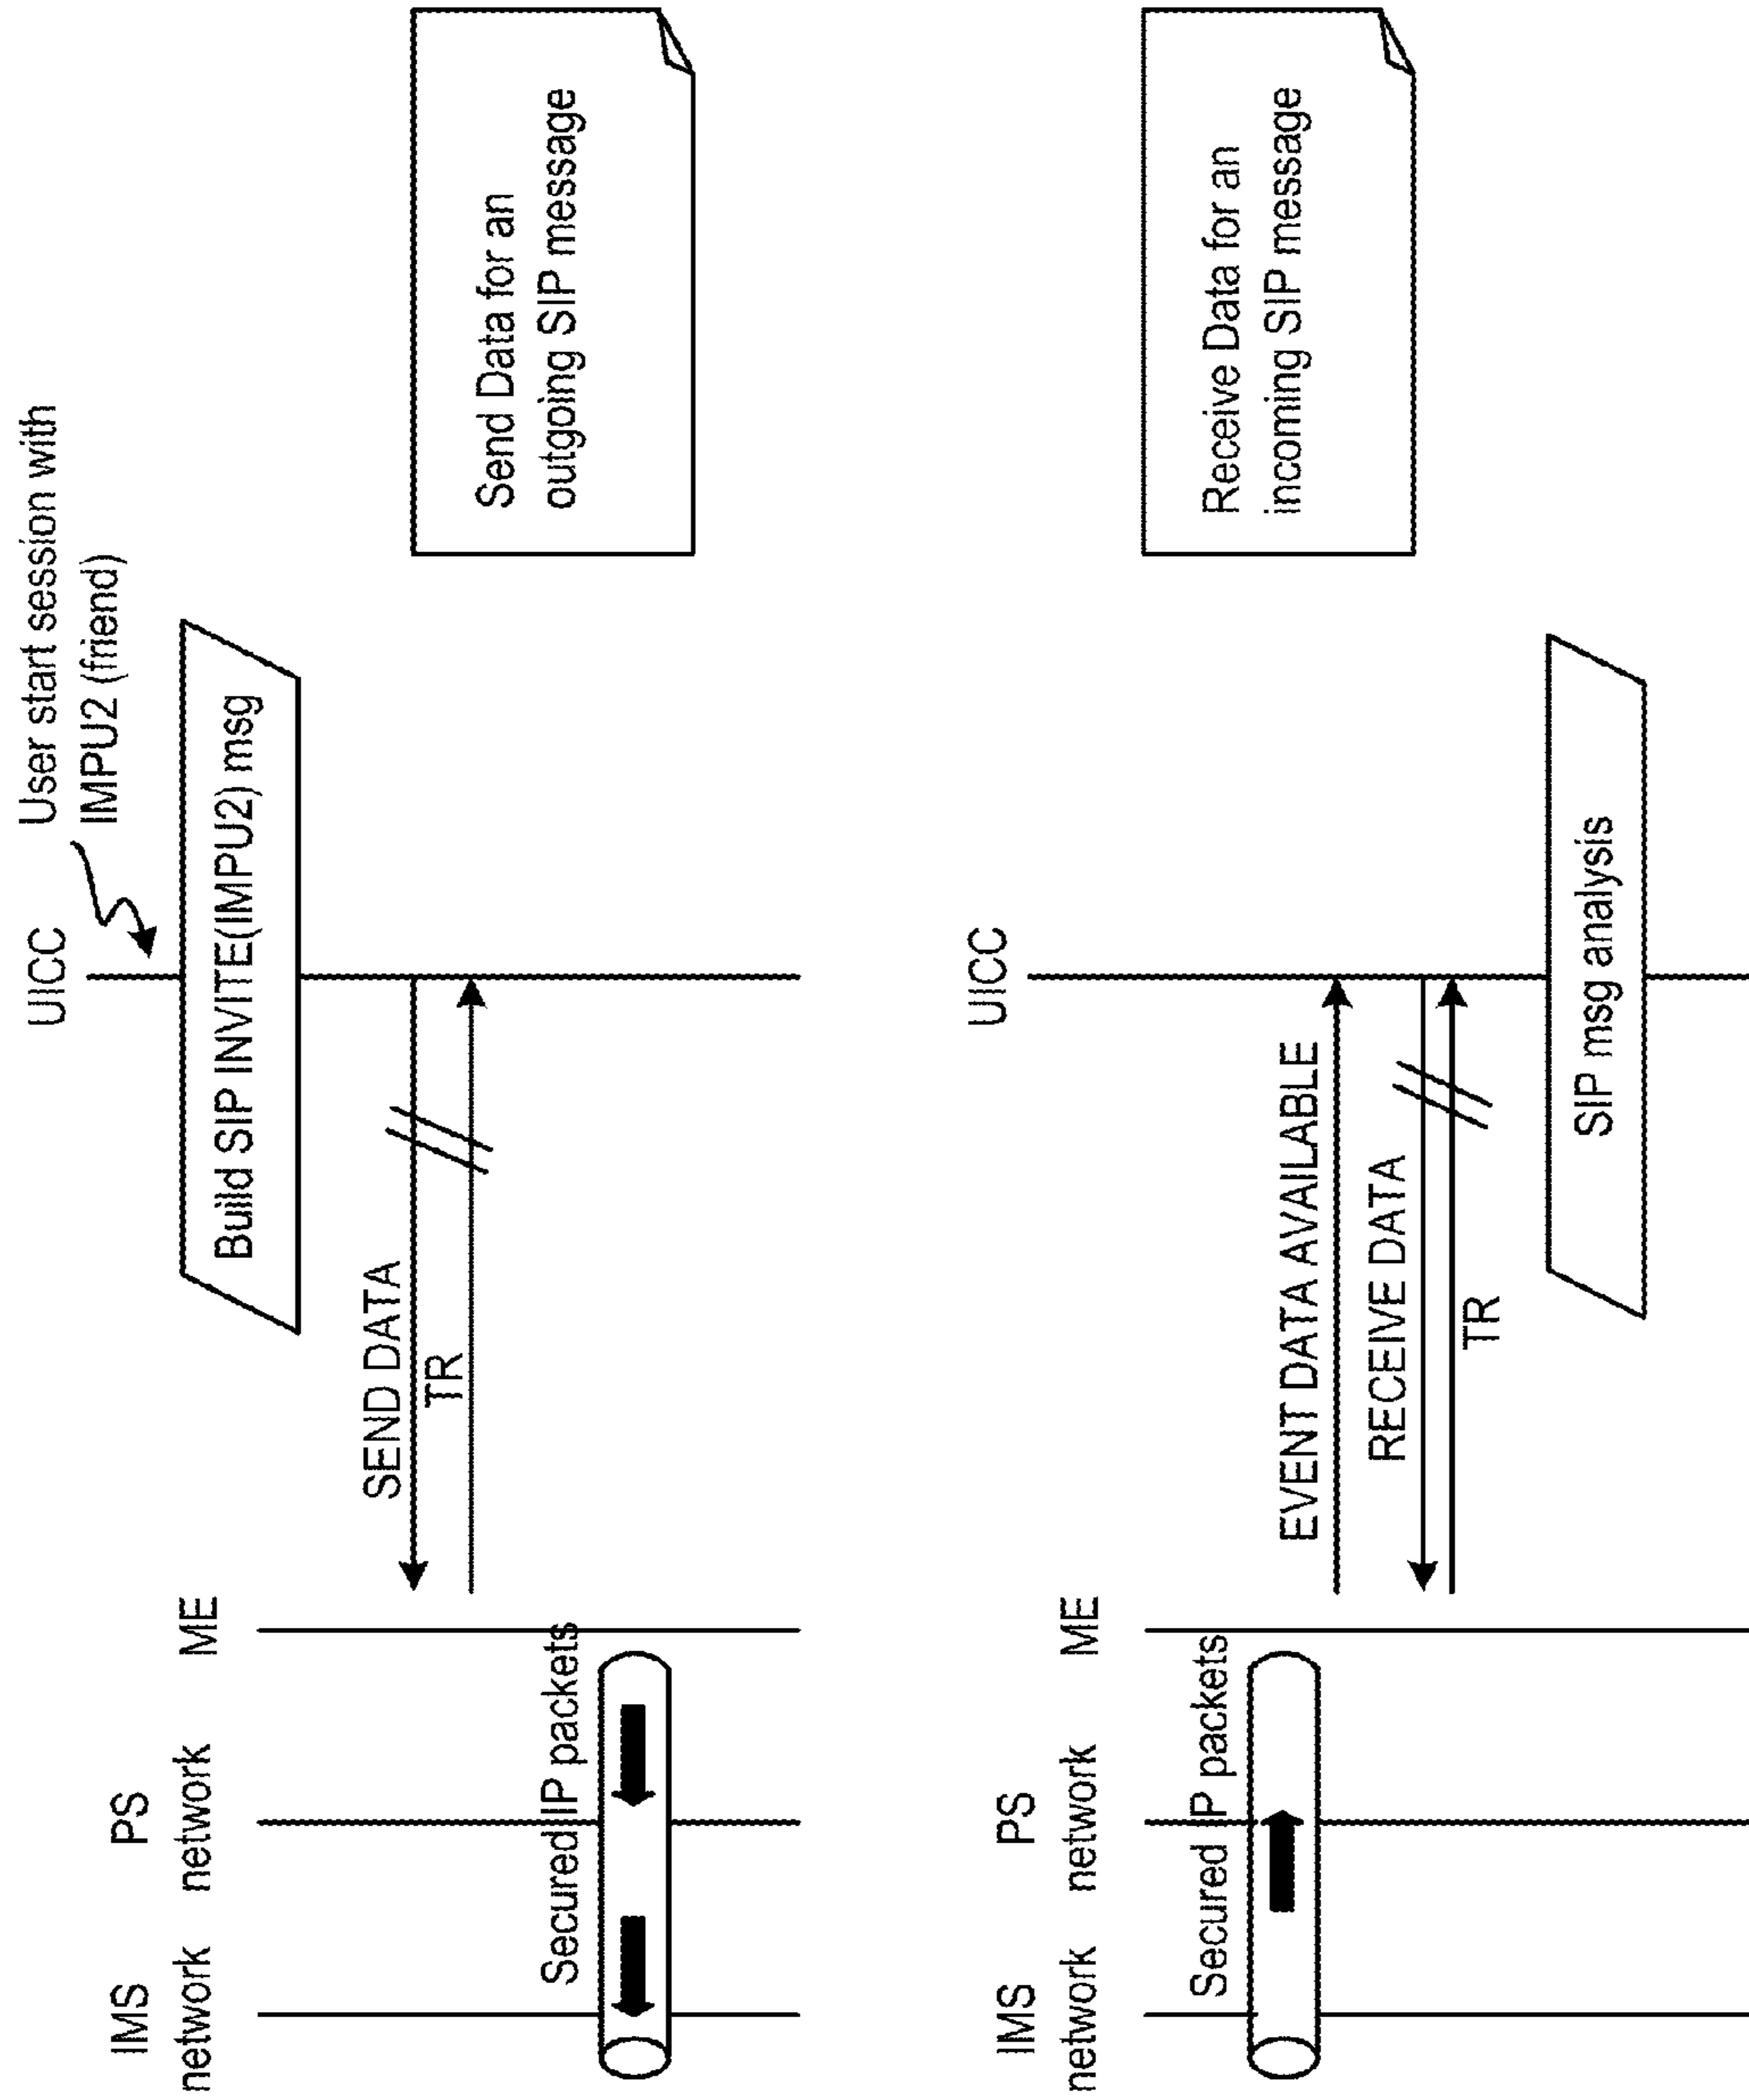 User start session with
IMPU2 (friend)
IMS
network
PS
network
ME
UICC
Build SIP INVITE(IMPU2) msg
SEND DATA
TR
Secured IP packets
Send Data for an
outgoing SIP message
IMS
network
PS
network
ME
UICC
Secured IP packets
EVENT DATA AVAILABLE
RECEIVE DATA
TR
SIP msg analysis
Receive Data for an
incoming SIP message